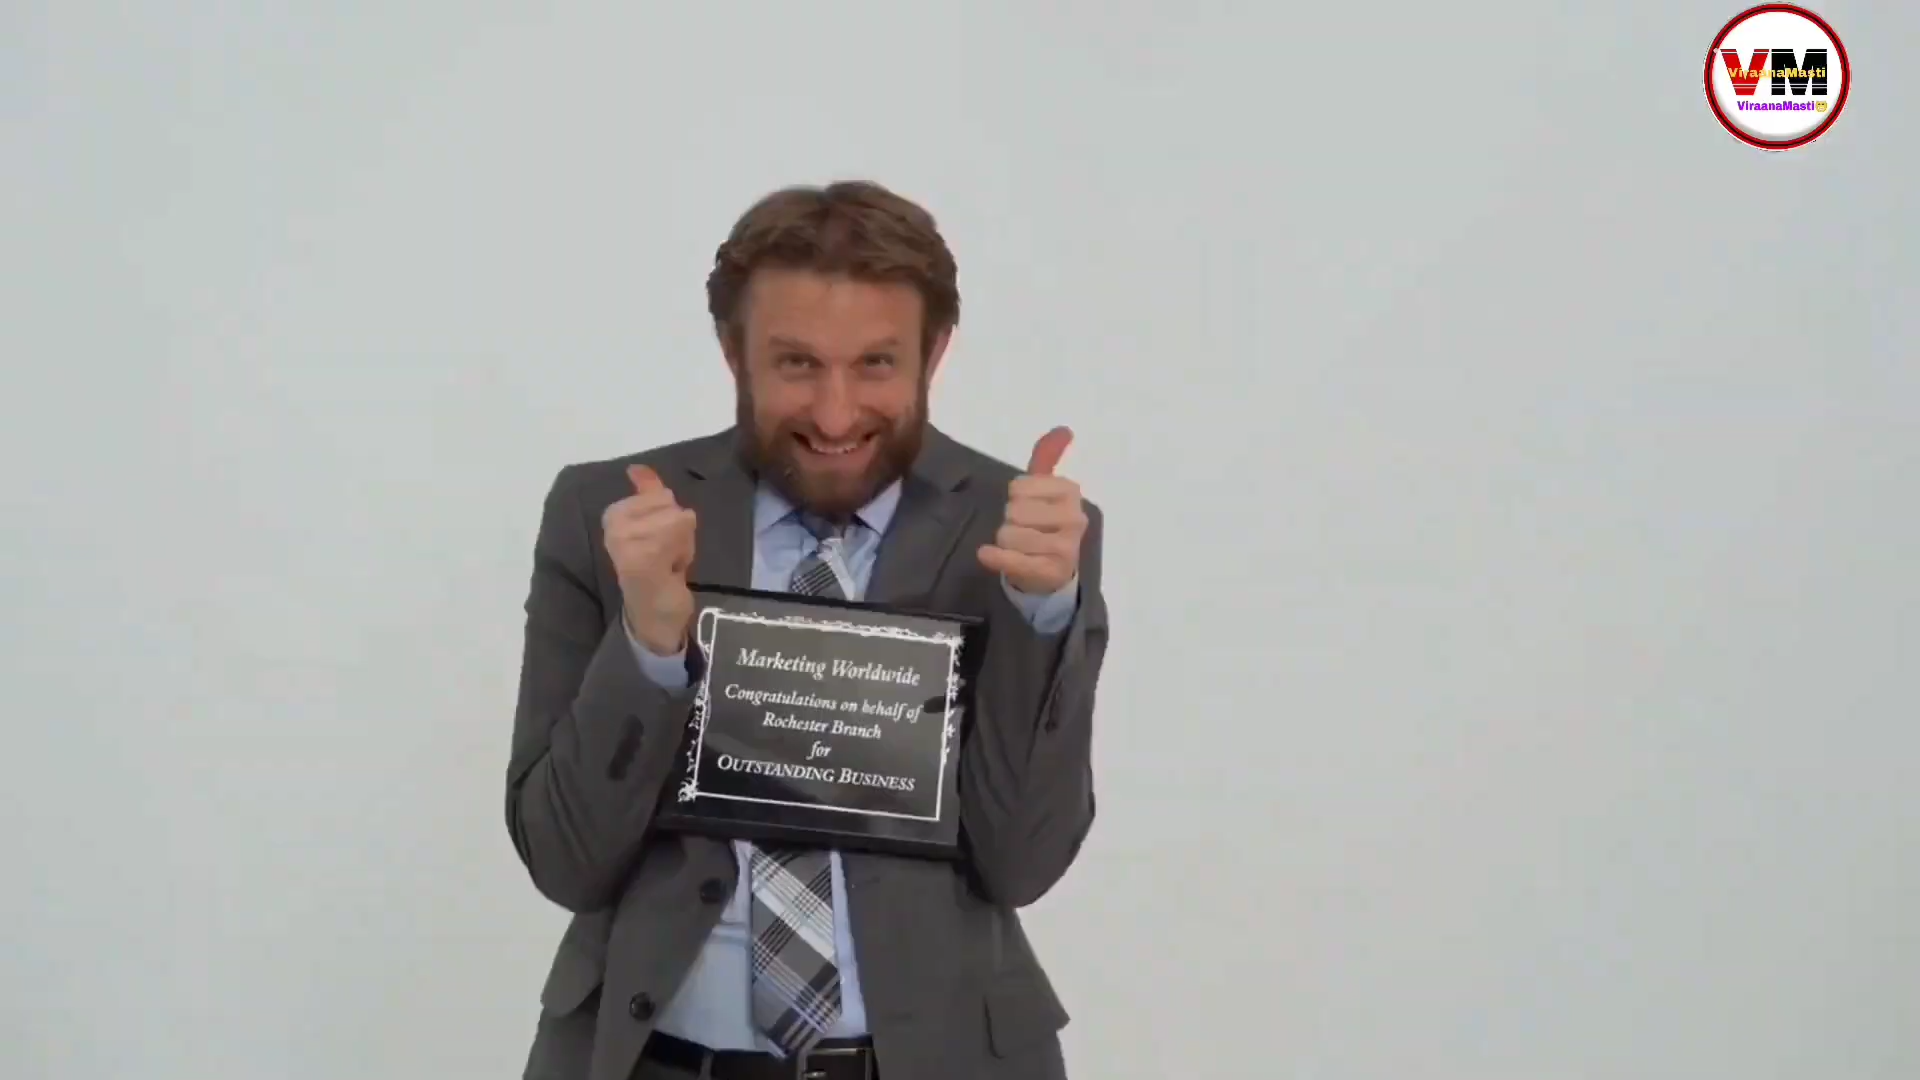 VM
ViraanaMasti
ViraanaMasti😁
Marketing Worldwide
Congratulations on behalf of
Rochester Branch
for
OUTSTANDING BUSINESS